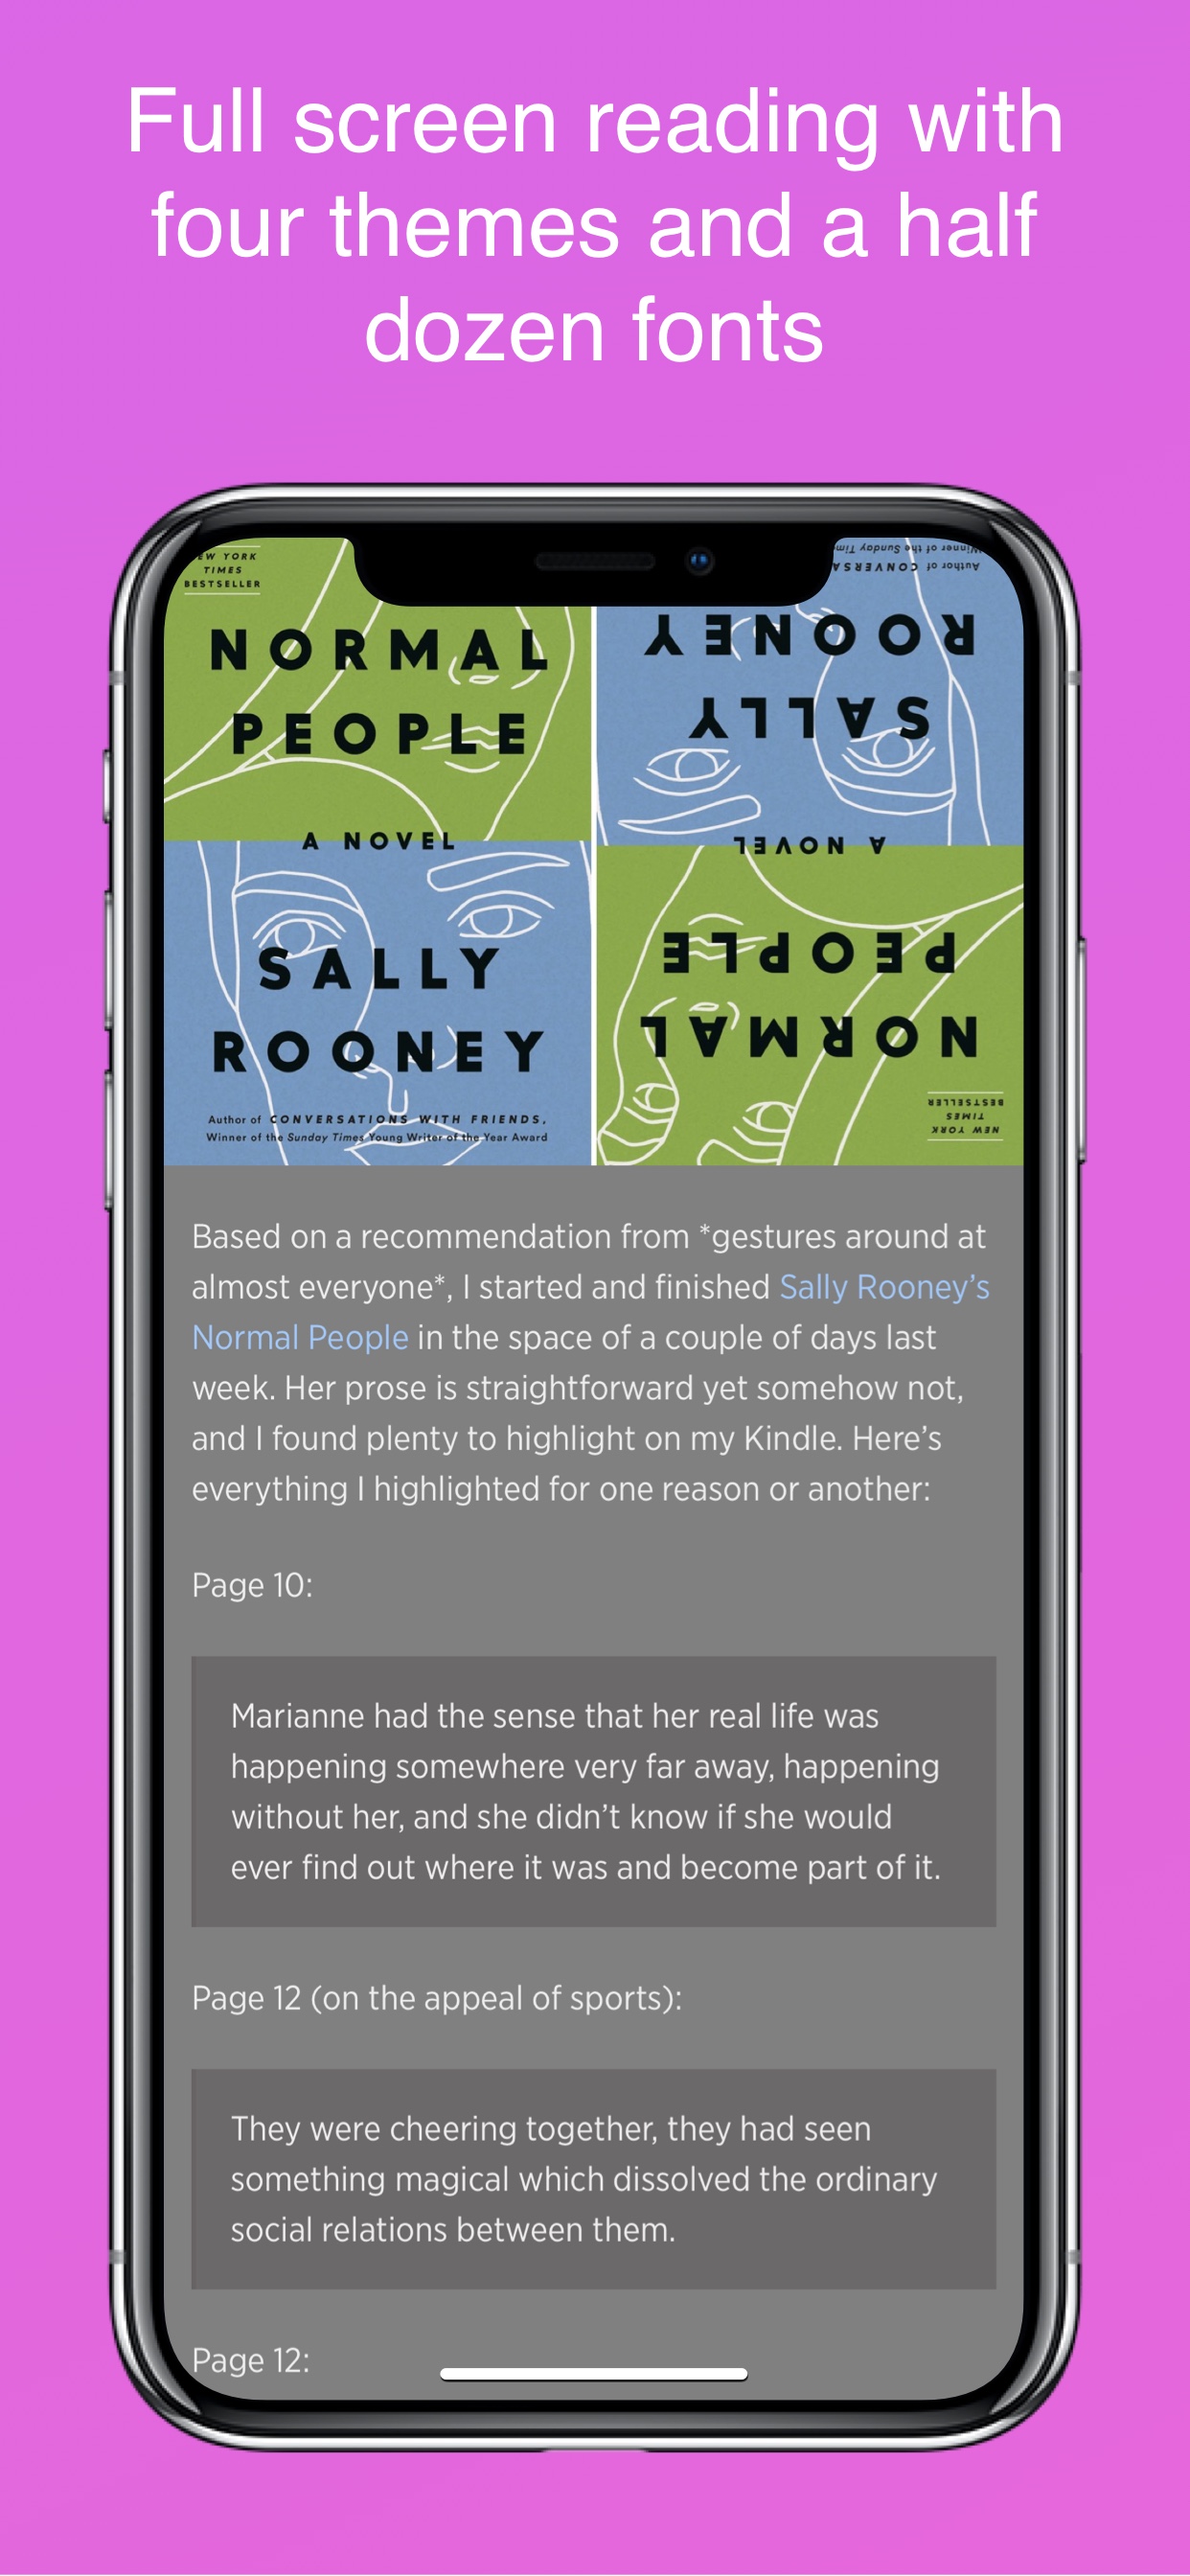 Full screen reading with
four themes and a half
dozen fonts
EW YORK
TIMES
BESTSELLER
NORMAL
PEOPLE
A NOVEL
SALLY
ROONEY
Author of CONVERSATIONS WITH FRIENDS,
Winner of the Sunday Times Young Writer of the Year Award
Winner of the Sunday Time
Author of CONVERSA
ROONEY
SALLY
A NOVEL
PEOPLE
NORMAL
BESTSELLER
TIMES
NEW YORK
Based on a recommendation from *gestures around at
almost everyone*, I started and finished Sally Rooney’s
Normal People in the space of a couple of days last
week. Her prose is straightforward yet somehow not,
and I found plenty to highlight on my Kindle. Here’s
everything I highlighted for one reason or another:
Page 10:
Marianne had the sense that her real life was
happening somewhere very far away, happening
without her, and she didn’t know if she would
ever find out where it was and become part of it.
Page 12 (on the appeal of sports):
They were cheering together, they had seen
something magical which dissolved the ordinary
social relations between them.
Page 12: